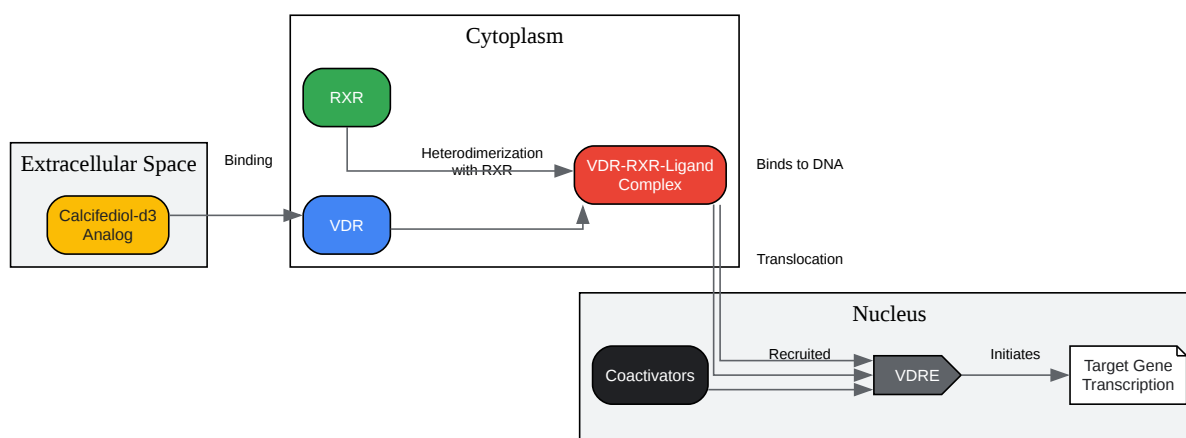 Cytoplasm
RXR
Extracellular Space
Binding
Heterodimerization
with RXR
VDR-RXR-Ligand
Complex
Binds to DNA
Calcifediol-d3
Analog
VDR
Translocation
Nucleus
Coactivators
Recruited
VDRE
Initiates
Target Gene
Transcription